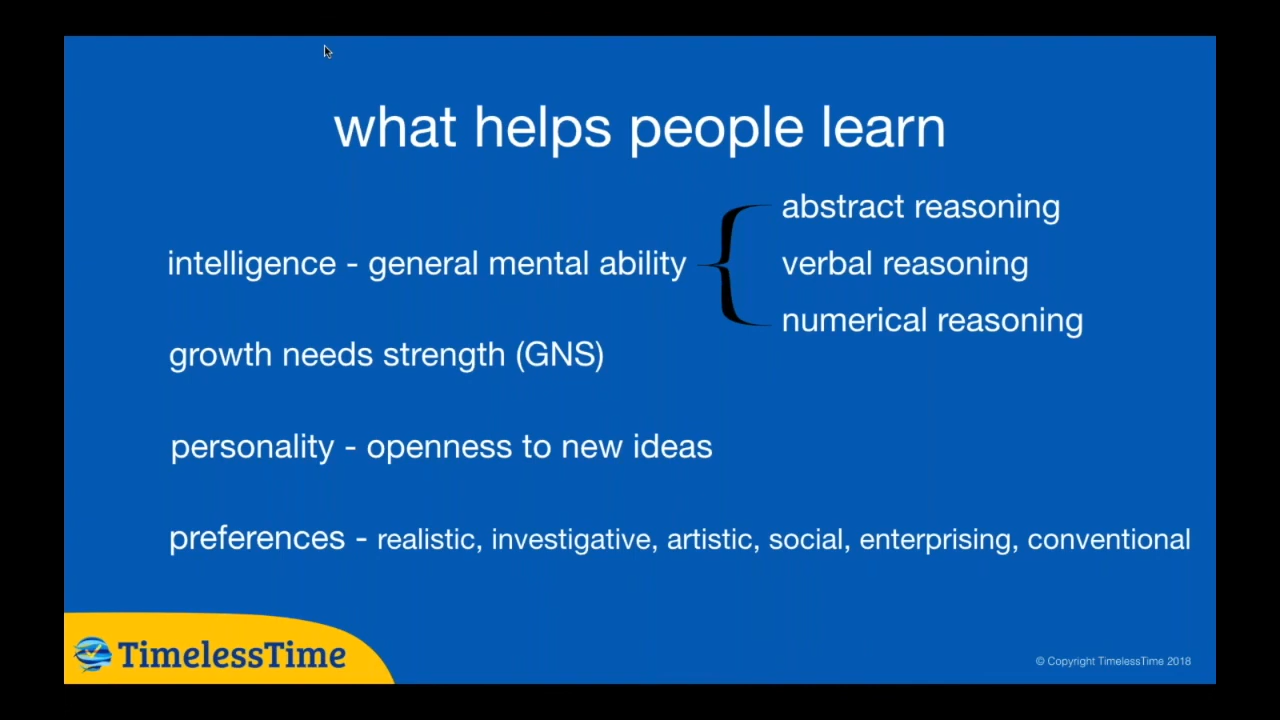 what helps people learn
abstract reasoning
intelligence - general mental ability
verbal reasoning
numerical reasoning
growth needs strength (GNS)
personality - openness to new ideas
preferences - realistic, investigative, artistic, social, enterprising, conventional
TimelessTime
© Copyright TimelessTime 2018